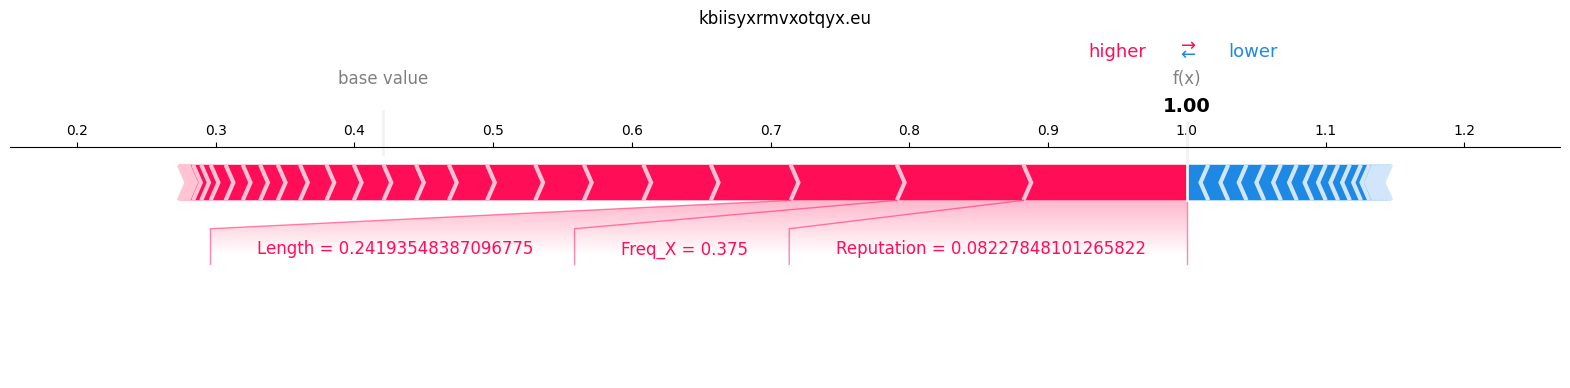 kbiisyxrmvxotqyx.eu
higher → ← lower
base value f(x)
1.00
0.2 0.3 0.4 0.5 0.6 0.7 0.8 0.9 1.0 1.1 1.2
Length = 0.24193548387096775 Freq_X = 0.375 Reputation = 0.08227848101265822